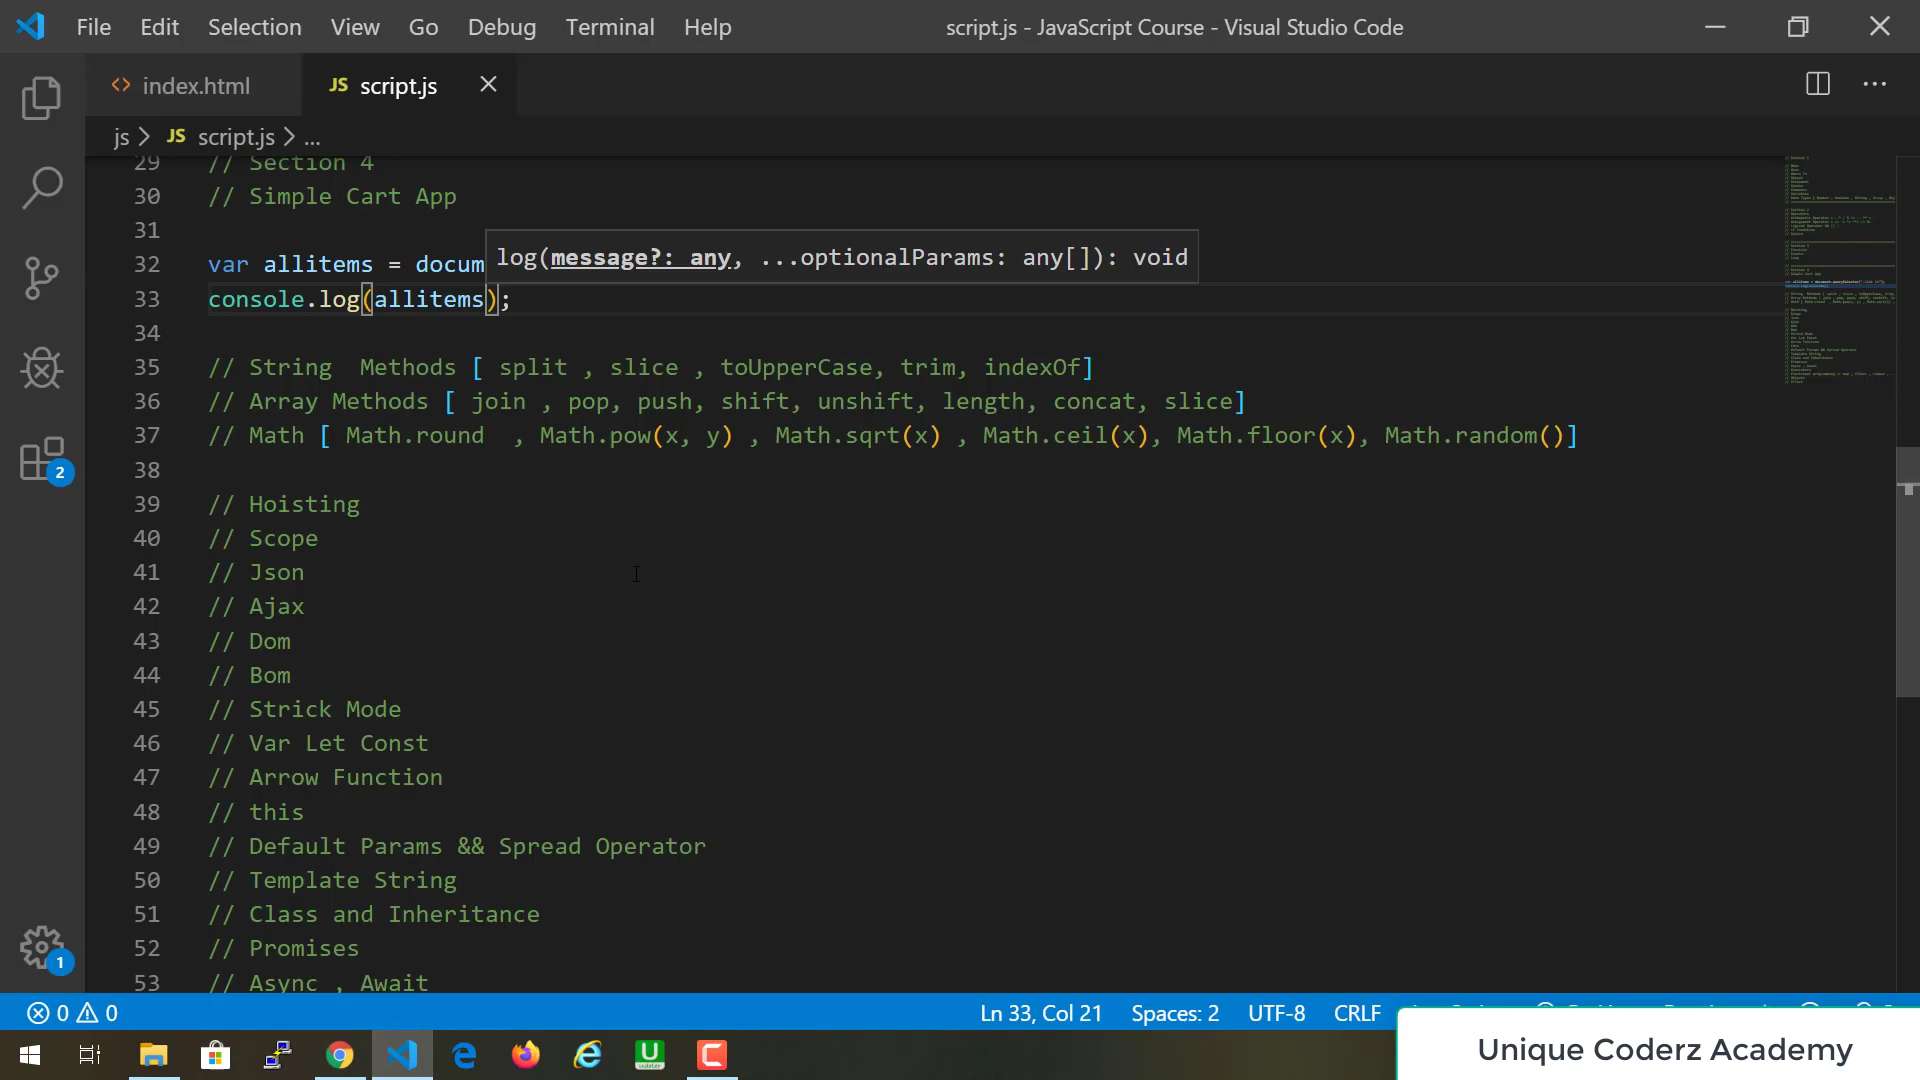 File Edit Selection View Go Debug Terminal Help
script.js - JavaScript Course - Visual Studio Code
index.html
JS script.js
js > JS script.js > ...
29 // Section 4
30 // Simple Cart App
31
log(message?: any, ...optionalParams: any[]): void
32 var allitems = docum
33 console.log(allitems);
34
35 // String  Methods [ split , slice , toUpperCase, trim, indexOf]
36 // Array Methods [ join , pop, push, shift, unshift, length, concat, slice]
37 // Math [ Math.round  , Math.pow(x, y) , Math.sqrt(x) , Math.ceil(x), Math.floor(x), Math.random()]
38
39 // Hoisting
40 // Scope
41 // Json
42 // Ajax
43 // Dom
44 // Bom
45 // Strick Mode
46 // Var Let Const
47 // Arrow Function
48 // this
49 // Default Params && Spread Operator
50 // Template String
51 // Class and Inheritance
52 // Promises
53 // Async , Await
2
1
0 0 Ln 33, Col 21 Spaces: 2 UTF-8 CRLF
Unique Coderz Academy